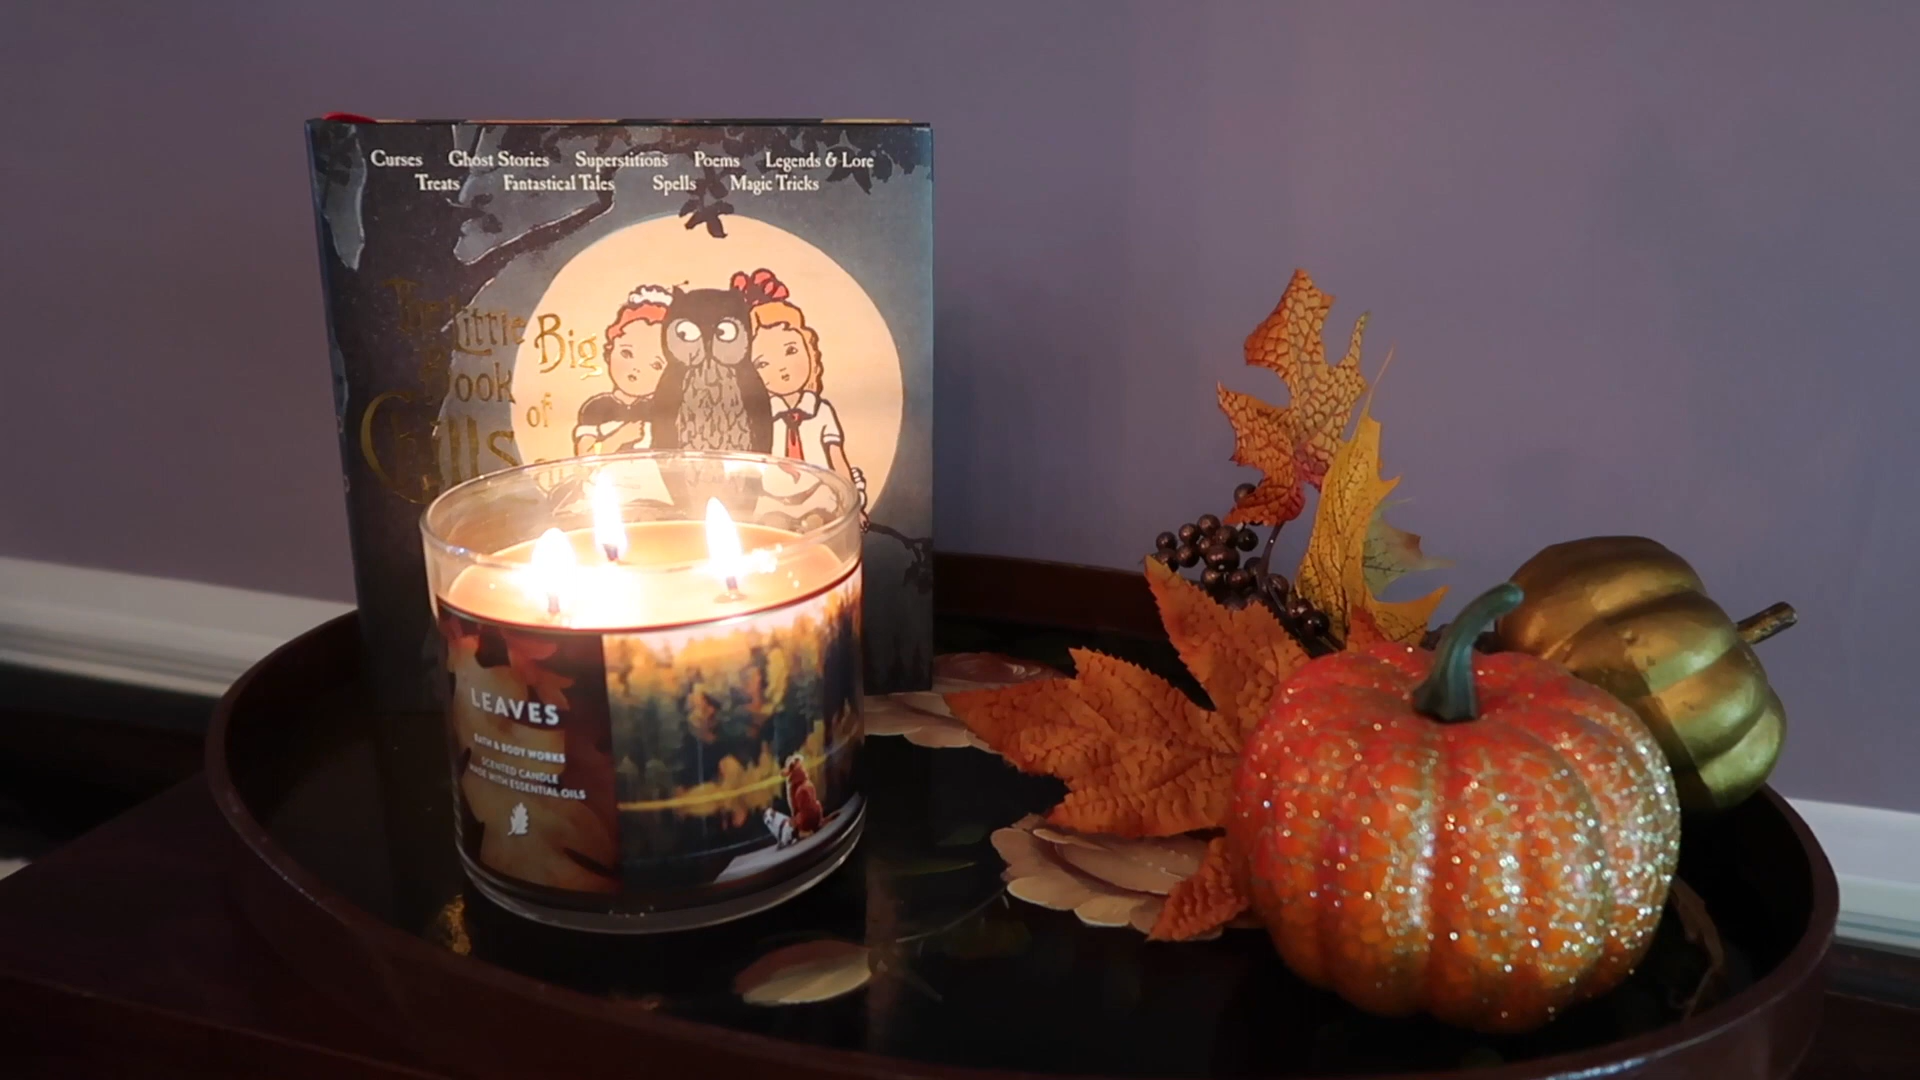 Curses Ghost Stories Superstitions Poems Legends & Lore
Treats Fantastical Tales Spells Magic Tricks
The Little Big
Book of
Chills
LEAVES
BATH & BODY WORKS
SCENTED CANDLE
MADE WITH ESSENTIAL OILS